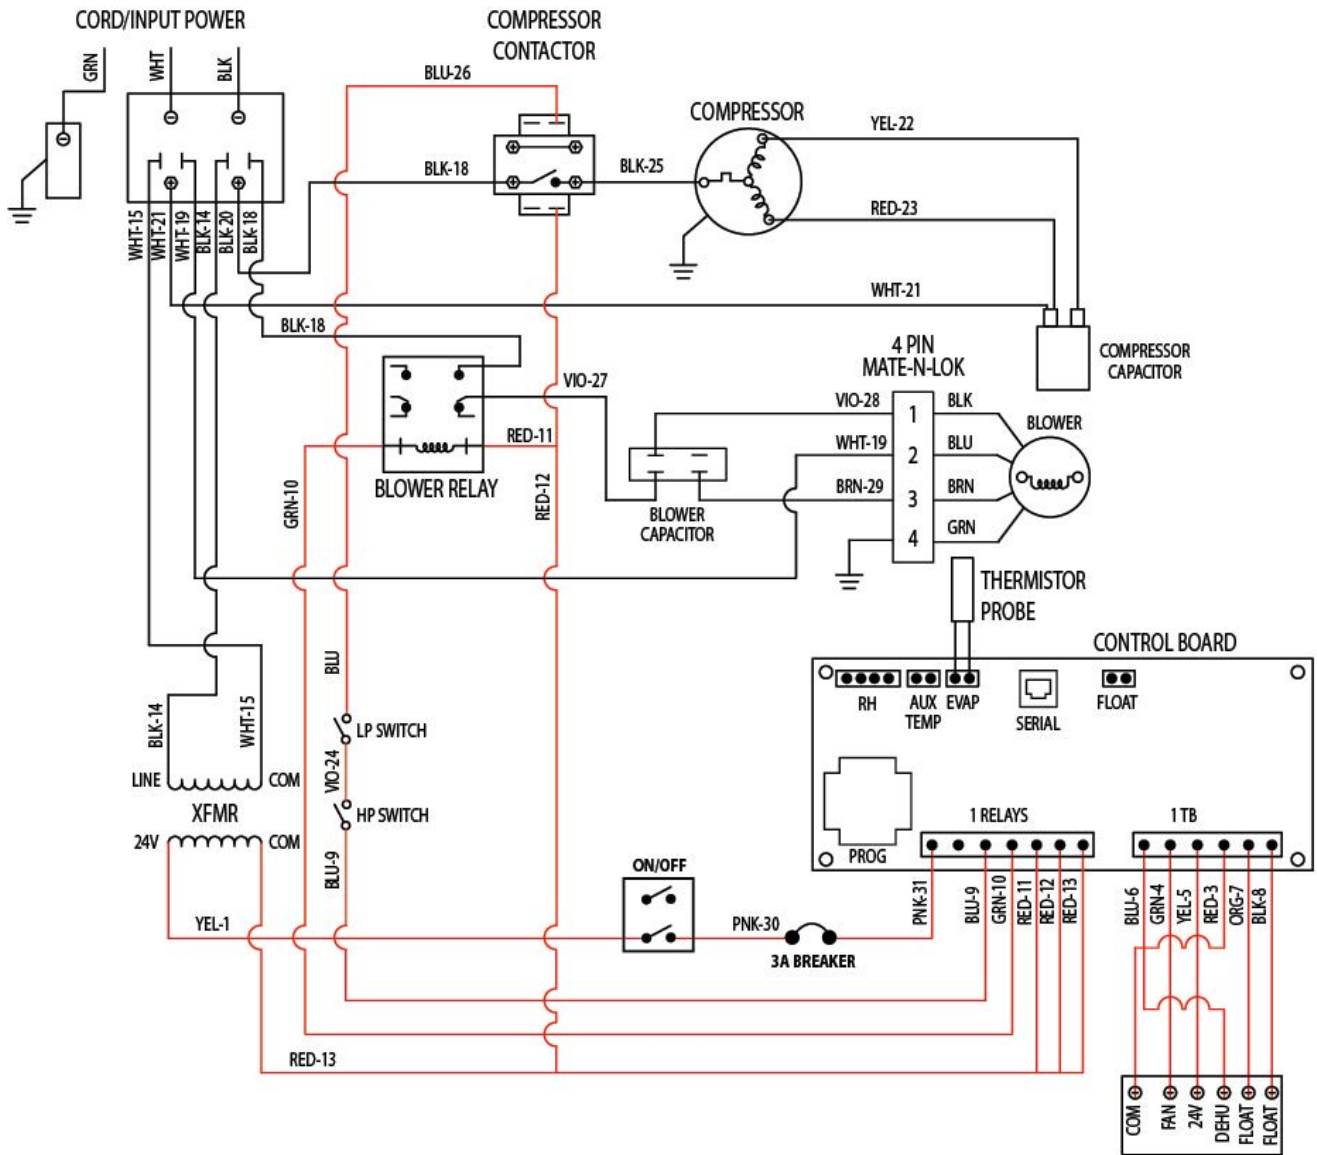 CORD/INPUT POWER
COMPRESSOR
CONTACTOR
GRN
WHT
BLK
BLU-26
COMPRESSOR
YEL-22
BLK-18
BLK-25
RED-23
WHT-15
WHT-21
WHT-19
BLK-14
BLK-20
BLK-18
WHT-21
BLK-18
4 PIN
MATE-N-LOK
COMPRESSOR
CAPACITOR
VIO-27
VIO-28
1
BLK
BLOWER
RED-11
WHT-19
2
BLU
BLOWER RELAY
GRN-10
RED-12
BRN-29
3
BRN
BLOWER
CAPACITOR
4
GRN
THERMISTOR
PROBE
CONTROL BOARD
BLU
RH
AUX
TEMP
EVAP
SERIAL
FLOAT
BLK-14
WHT-15
LP SWITCH
VIO-24
LINE
COM
XFMR
HP SWITCH
24V
COM
PROG
1 RELAYS
1 TB
BLU-9
ON/OFF
PNK-31
BLU-9
GRN-10
RED-11
RED-12
RED-13
BLU-6
GRN-4
YEL-5
RED-3
ORG-7
BLK-8
YEL-1
PNK-30
3A BREAKER
RED-13
COM
FAN
24V
DEHU
FLOAT
FLOAT